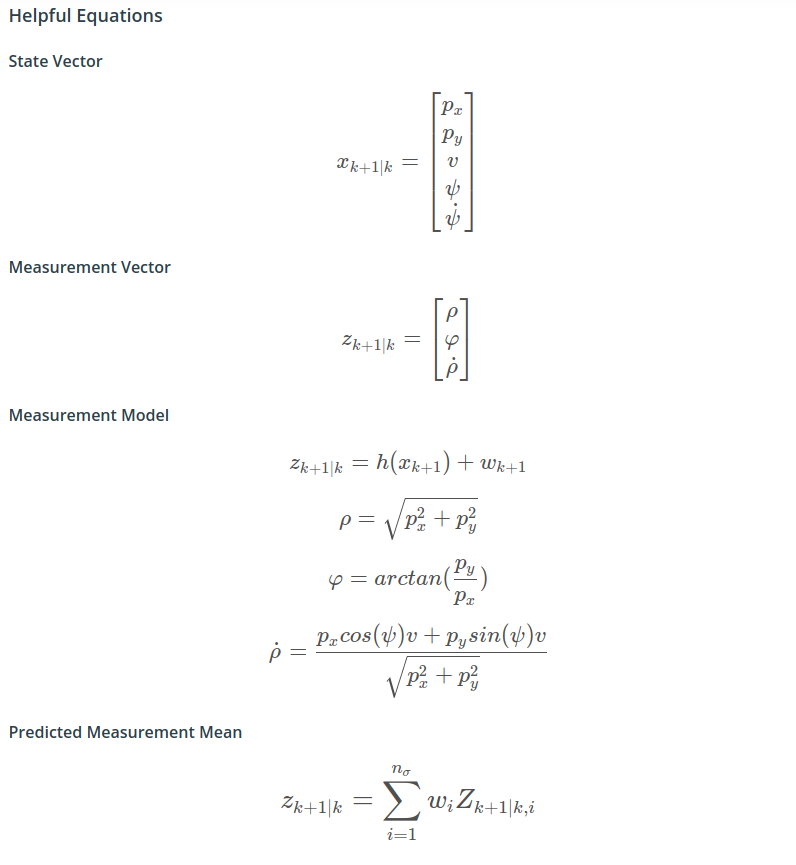 Helpful Equations
State Vector
x_{k+1|k} = \begin{bmatrix} p_x \\ p_y \\ v \\ \psi \\ \dot{\psi} \end{bmatrix}
Measurement Vector
z_{k+1|k} = \begin{bmatrix} \rho \\ \varphi \\ \dot{\rho} \end{bmatrix}
Measurement Model
z_{k+1|k} = h(x_{k+1}) + w_{k+1}
\rho = \sqrt{p_x^2 + p_y^2}
\varphi = arctan(\frac{p_y}{p_x})
\dot{\rho} = \frac{p_x cos(\psi)v + p_y sin(\psi)v}{\sqrt{p_x^2 + p_y^2}}
Predicted Measurement Mean
z_{k+1|k} = \sum_{i=1}^{n_\sigma} w_i Z_{k+1|k,i}